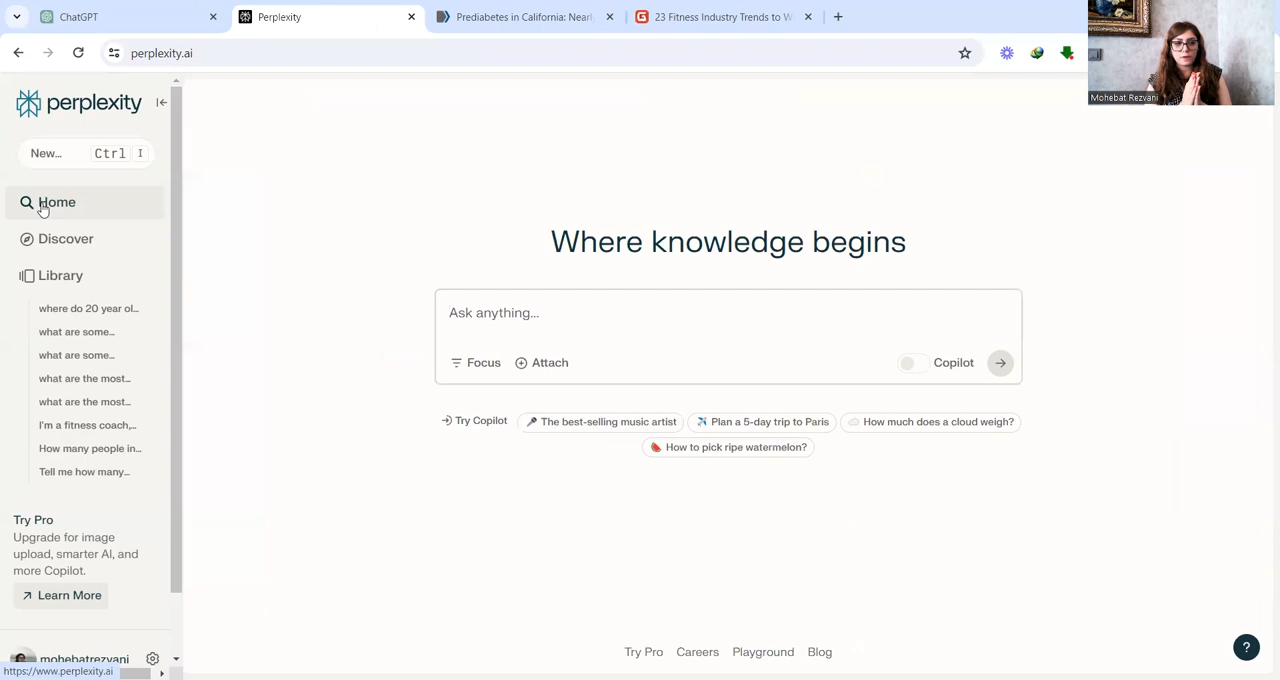 ChatGPT
Perplexity
Prediabetes in California: Nearl
23 Fitness Industry Trends to W
perplexity.ai
Mohebat Rezvani
perplexity
New... Ctrl I
Home
Discover
Library
where do 20 year ol...
what are some...
what are some...
what are the most...
what are the most...
I'm a fitness coach,...
How many people in...
Tell me how many...
Try Pro
Upgrade for image
upload, smarter AI, and
more Copilot.
Learn More
mohebatrezvani
https://www.perplexity.ai
Where knowledge begins
Ask anything...
Focus Attach Copilot
Try Copilot The best-selling music artist Plan a 5-day trip to Paris How much does a cloud weigh?
How to pick ripe watermelon?
Try Pro Careers Playground Blog
?